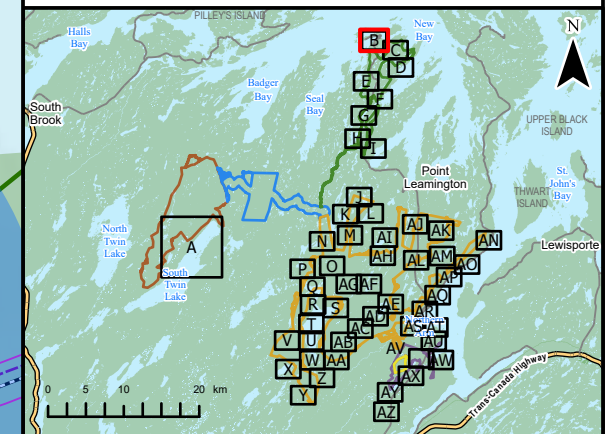 PILLEY'S ISLAND
Halls
Bay
New
Bay
N
B
C
D
Badger
Bay
E
Seal
Bay
F
South
Brook
G
UPPER BLACK
ISLAND
H
I
Point
Leamington
St.
John's
Bay
THWART
ISLAND
J
K
L
AJ
AK
North
Twin
Lake
A
M
N
AI
AN
Lewisporte
AH
AL
AM
AO
South
Twin
Lake
P
O
AP
Q
AG
AF
AQ
R
S
AE
AR
AD
T
AC
AS
AT
V
U
AB
AU
AV
W
AA
AW
X
Z
AX
Y
AY
AZ
Trans-Canada Highway
0 5 10 20 km